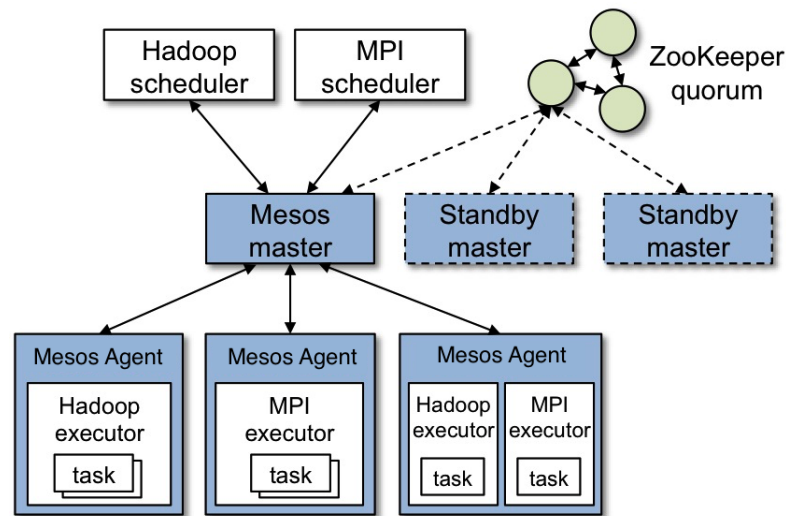 Hadoop
scheduler
MPI
scheduler
ZooKeeper
quorum
Mesos
master
Standby
master
Standby
master
Mesos Agent
Hadoop
executor
task
Mesos Agent
MPI
executor
task
Mesos Agent
Hadoop
executor
task
MPI
executor
task